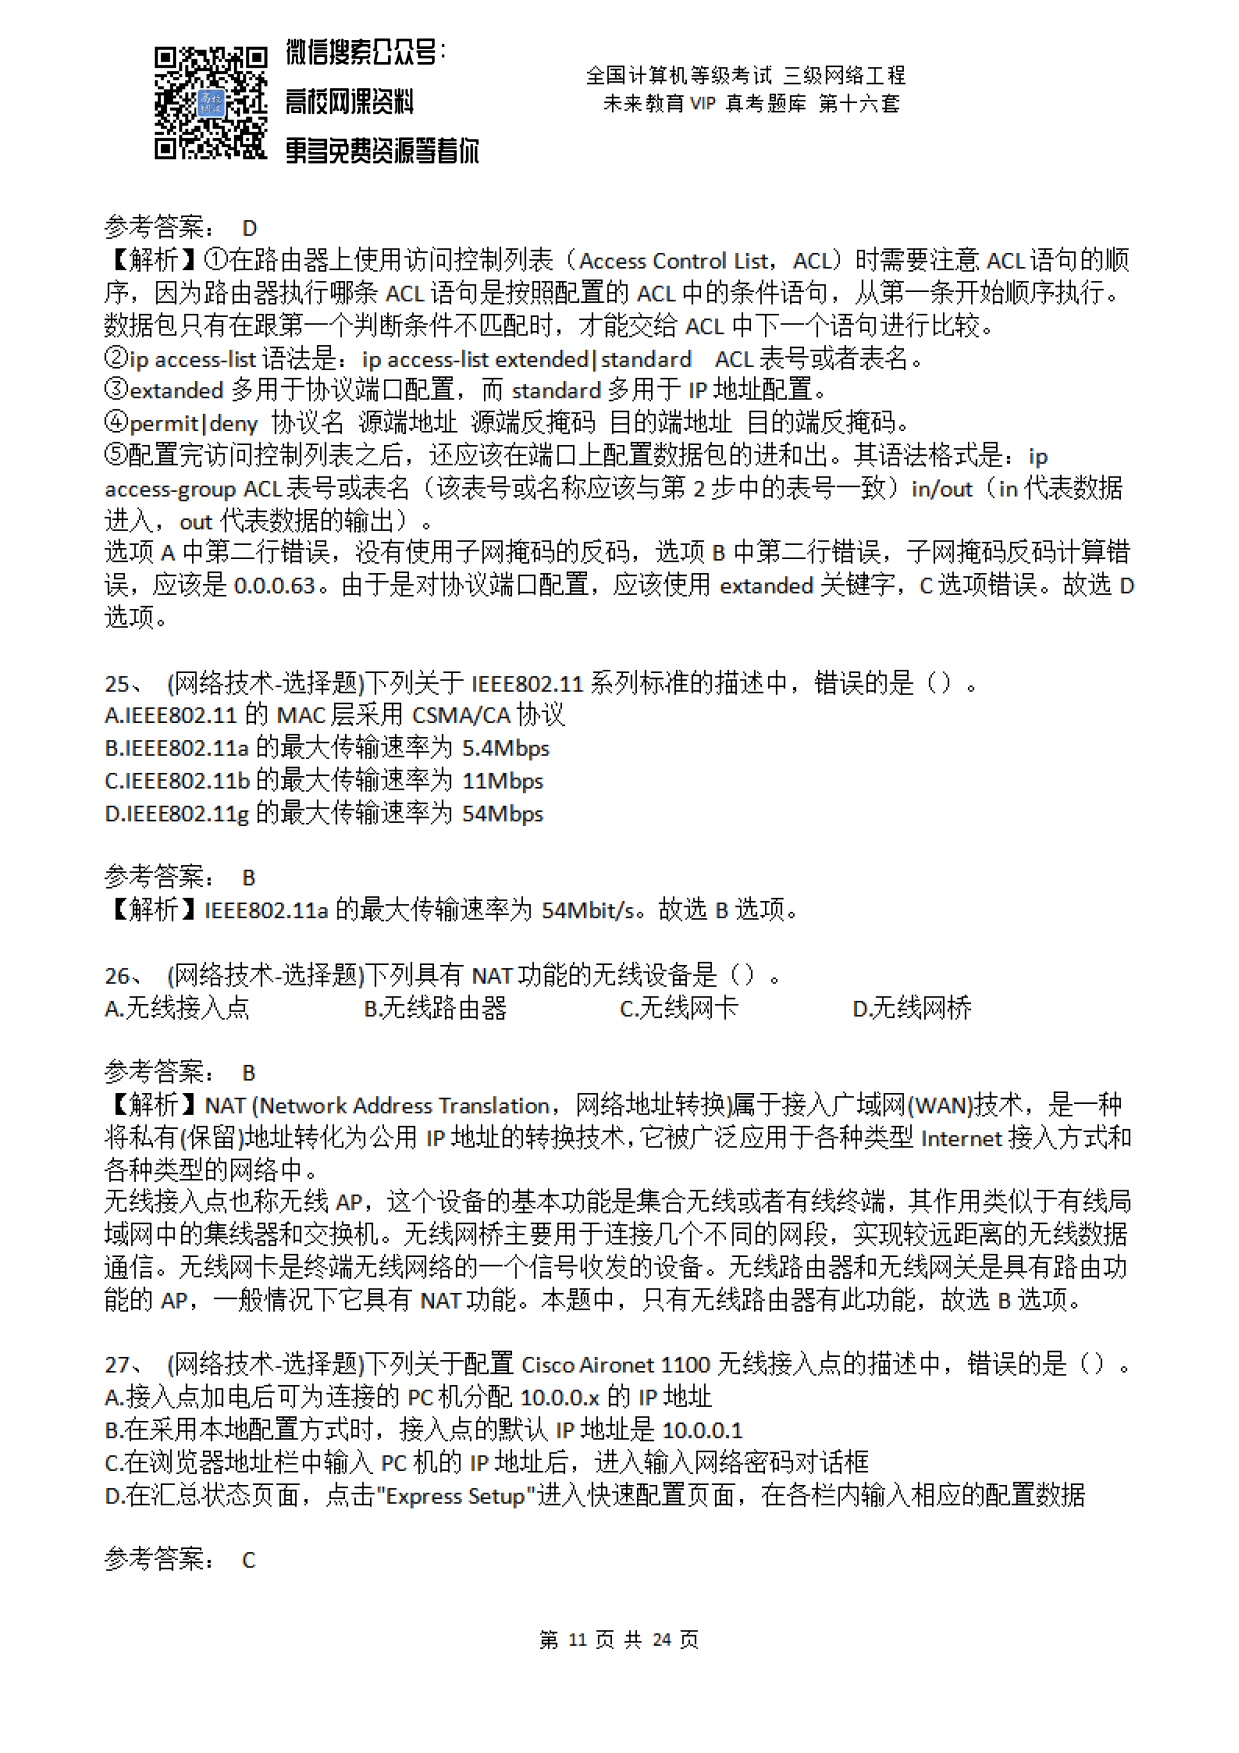 微信搜索公众号：
高校网课资料
更多免费资源等着你
全国计算机等级考试 三级网络工程
未来教育 VIP 真考题库 第十六套
参考答案： D
【解析】①在路由器上使用访问控制列表（Access Control List，ACL）时需要注意 ACL 语句的顺
序，因为路由器执行哪条 ACL 语句是按照配置的 ACL 中的条件语句，从第一条开始顺序执行。
数据包只有在跟第一个判断条件不匹配时，才能交给 ACL 中下一个语句进行比较。
②ip access-list 语法是：ip access-list extended|standard ACL 表号或者表名。
③extanded 多用于协议端口配置，而 standard 多用于 IP 地址配置。
④permit|deny 协议名 源端地址 源端反掩码 目的端地址 目的端反掩码。
⑤配置完访问控制列表之后，还应该在端口上配置数据包的进和出。其语法格式是：ip
access-group ACL 表号或表名（该表号或名称应该与第 2 步中的表号一致）in/out（in 代表数据
进入，out 代表数据的输出）。
选项 A 中第二行错误，没有使用子网掩码的反码，选项 B 中第二行错误，子网掩码反码计算错
误，应该是 0.0.0.63。由于是对协议端口配置，应该使用 extanded 关键字，C 选项错误。故选 D
选项。
25、 (网络技术-选择题)下列关于 IEEE802.11 系列标准的描述中，错误的是（）。
A.IEEE802.11 的 MAC 层采用 CSMA/CA 协议
B.IEEE802.11a 的最大传输速率为 5.4Mbps
C.IEEE802.11b 的最大传输速率为 11Mbps
D.IEEE802.11g 的最大传输速率为 54Mbps
参考答案： B
【解析】IEEE802.11a 的最大传输速率为 54Mbit/s。故选 B 选项。
26、 (网络技术-选择题)下列具有 NAT 功能的无线设备是（）。
A.无线接入点 B.无线路由器 C.无线网卡 D.无线网桥
参考答案： B
【解析】NAT (Network Address Translation，网络地址转换)属于接入广域网(WAN)技术，是一种
将私有(保留)地址转化为公用 IP 地址的转换技术，它被广泛应用于各种类型 Internet 接入方式和
各种类型的网络中。
无线接入点也称无线 AP，这个设备的基本功能是集合无线或者有线终端，其作用类似于有线局
域网中的集线器和交换机。无线网桥主要用于连接几个不同的网段，实现较远距离的无线数据
通信。无线网卡是终端无线网络的一个信号收发的设备。无线路由器和无线网关是具有路由功
能的 AP，一般情况下它具有 NAT 功能。本题中，只有无线路由器有此功能，故选 B 选项。
27、 (网络技术-选择题)下列关于配置 Cisco Aironet 1100 无线接入点的描述中，错误的是（）。
A.接入点加电后可为连接的 PC 机分配 10.0.0.x 的 IP 地址
B.在采用本地配置方式时，接入点的默认 IP 地址是 10.0.0.1
C.在浏览器地址栏中输入 PC 机的 IP 地址后，进入输入网络密码对话框
D.在汇总状态页面，点击"Express Setup"进入快速配置页面，在各栏内输入相应的配置数据
参考答案： C
第 11 页 共 24 页